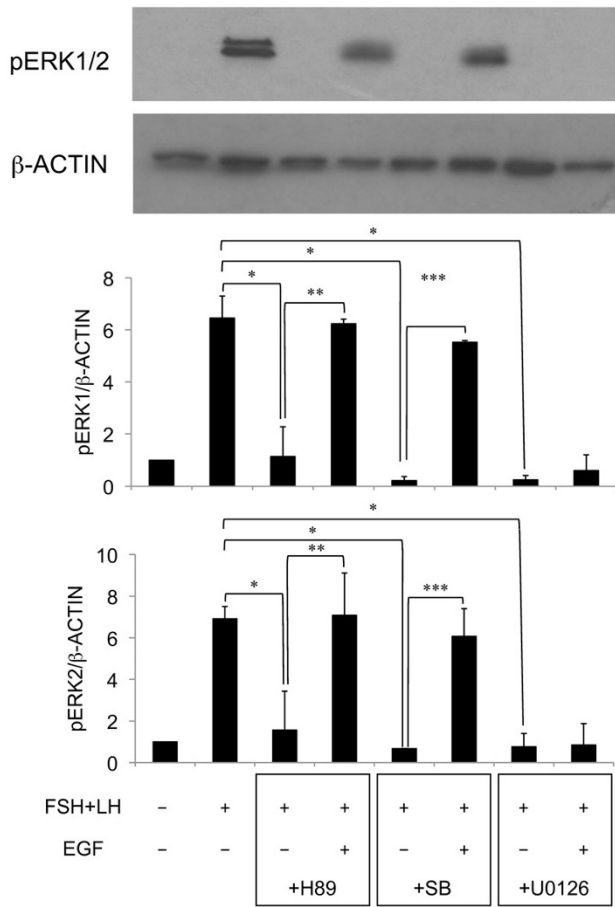 pERK1/2
β-ACTIN
*
*
* ** ***
8
6
4
2
0
pERK1/β-ACTIN
*
*
* ** ***
10
8
6
4
2
0
pERK2/β-ACTIN
FSH+LH – + + + + + + +
EGF – – – + – + – +
+H89 +SB +U0126